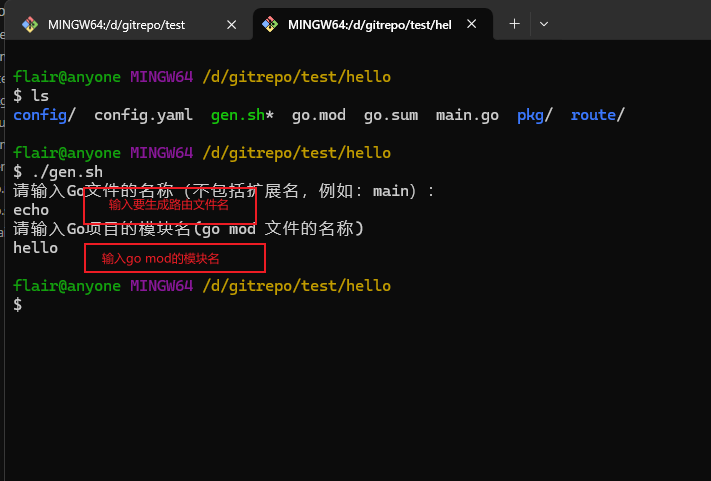 MINGW64:/d/gitrepo/test
MINGW64:/d/gitrepo/test/hel
flair@anyone MINGW64 /d/gitrepo/test/hello
$ ls
config/ config.yaml gen.sh* go.mod go.sum main.go pkg/ route/
flair@anyone MINGW64 /d/gitrepo/test/hello
$ ./gen.sh
请输入Go文件的名称（不包括扩展名，例如：main）：
输入要生成路由文件名
echo
请输入Go项目的模块名(go mod 文件的名称)
hello
输入go mod的模块名
flair@anyone MINGW64 /d/gitrepo/test/hello
$